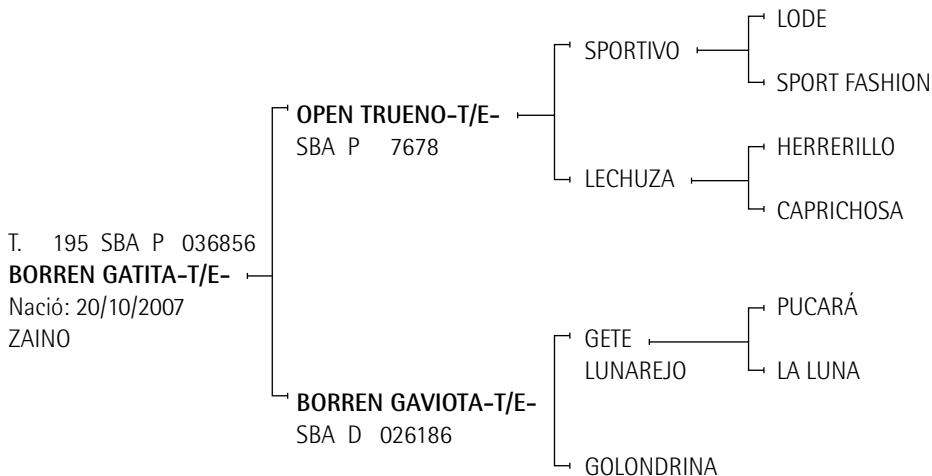 LODE
SPORTIVO
SPORT FASHION
OPEN TRUENO-T/E-
SBA P 7678
HERRERILLO
LECHUZA
CAPRICHOSA
T. 195 SBA P 036856
BORREN GATITA-T/E-
Nació: 20/10/2007
ZAINO
PUCARÁ
GETE
LUNAREJO
LA LUNA
BORREN GAVIOTA-T/E-
SBA D 026186
GOLONDRINA